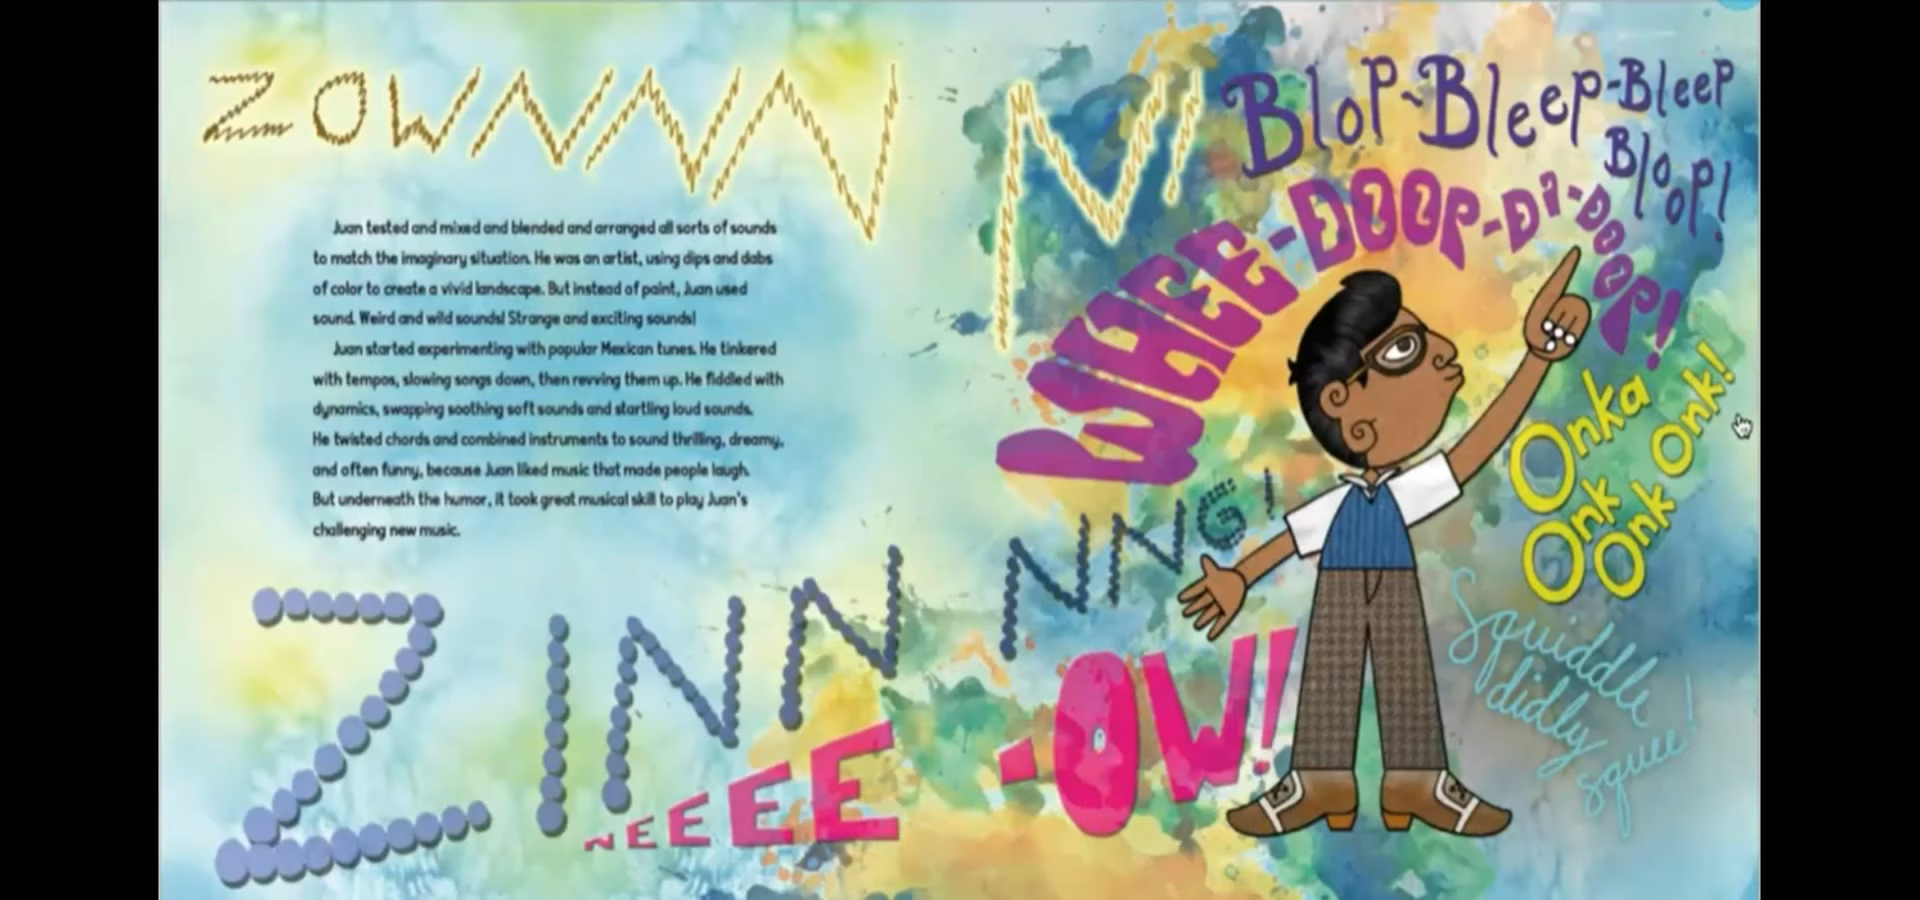 ZOWNNN NN!
Juan tested and mixed and blended and arranged all sorts of sounds
to match the imaginary situation. He was an artist, using dips and dabs
of color to create a vivid landscape. But instead of paint, Juan used
sound. Weird and wild sounds! Strange and exciting sounds!
Juan started experimenting with popular Mexican tunes. He tinkered
with tempos, slowing songs down, then revving them up. He fiddled with
dynamics, swapping soothing soft sounds and startling loud sounds.
He twisted chords and combined instruments to sound thrilling, dreamy,
and often funny, because Juan liked music that made people laugh.
But underneath the humor, it took great musical skill to play Juan's
challenging new music.
ZINNN NNNG!
NEEEE-OW!
BloP-BleeP-BleeP
BlooP!
WHEE-DOOP-DI-DOOP!
Onka
Onk Onk!
Onk
Squiddle
didly
squee!